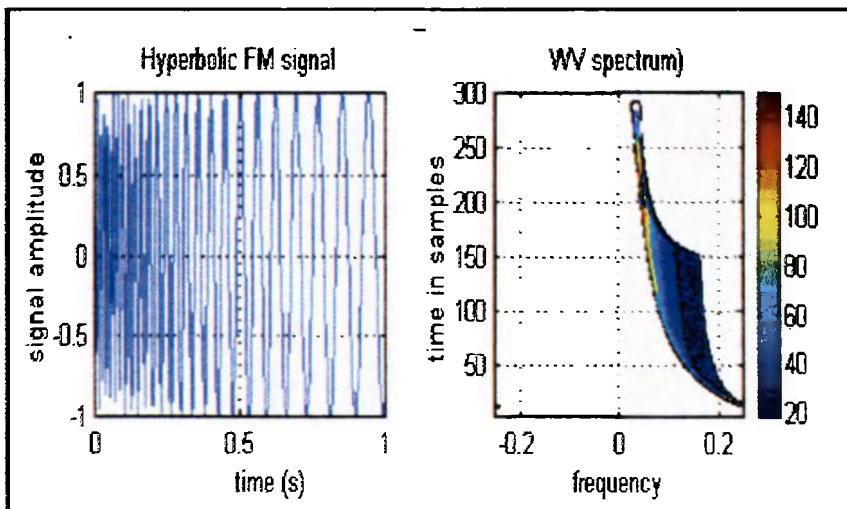 Hyperbolic FM signal
1
0.5
0
-0.5
-1
signal amplitude
0 0.5 1
time (s)
WV spectrum)
300
250
200
150
100
50
time in samples
-0.2 0 0.2
frequency
140
120
100
80
60
40
20